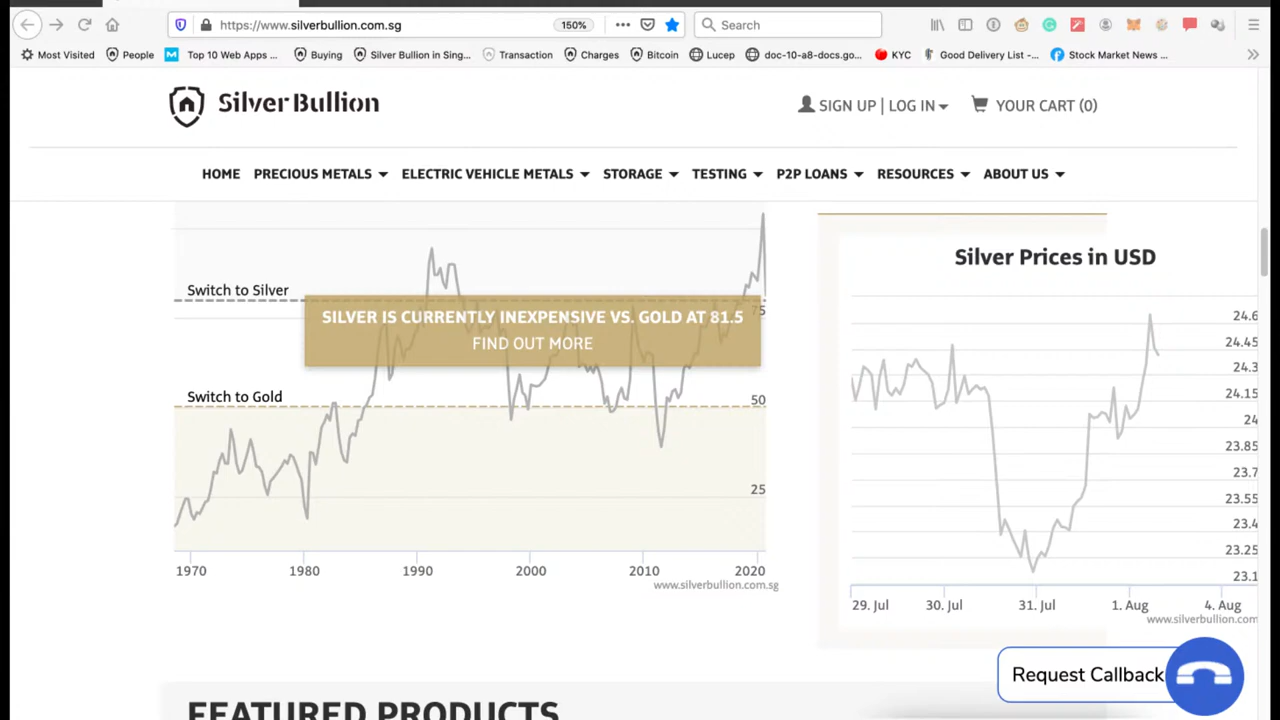 https://www.silverbullion.com.sg
150%
Search
Most Visited
People
Top 10 Web Apps ...
Buying
Silver Bullion in Sing...
Transaction
Charges
Bitcoin
Lucep
doc-10-a8-docs.go...
KYC
Good Delivery List -...
Stock Market News ...
Silver Bullion
SIGN UP | LOG IN
YOUR CART (0)
HOME
PRECIOUS METALS
ELECTRIC VEHICLE METALS
STORAGE
TESTING
P2P LOANS
RESOURCES
ABOUT US
Switch to Silver
75
SILVER IS CURRENTLY INEXPENSIVE VS. GOLD AT 81.5
FIND OUT MORE
Switch to Gold
50
25
1970
1980
1990
2000
2010
2020
www.silverbullion.com.sg
Silver Prices in USD
24.6
24.45
24.3
24.15
24
23.85
23.7
23.55
23.4
23.25
23.1
29. Jul
30. Jul
31. Jul
1. Aug
4. Aug
www.silverbullion.com
Request Callback
FEATURED PRODUCTS